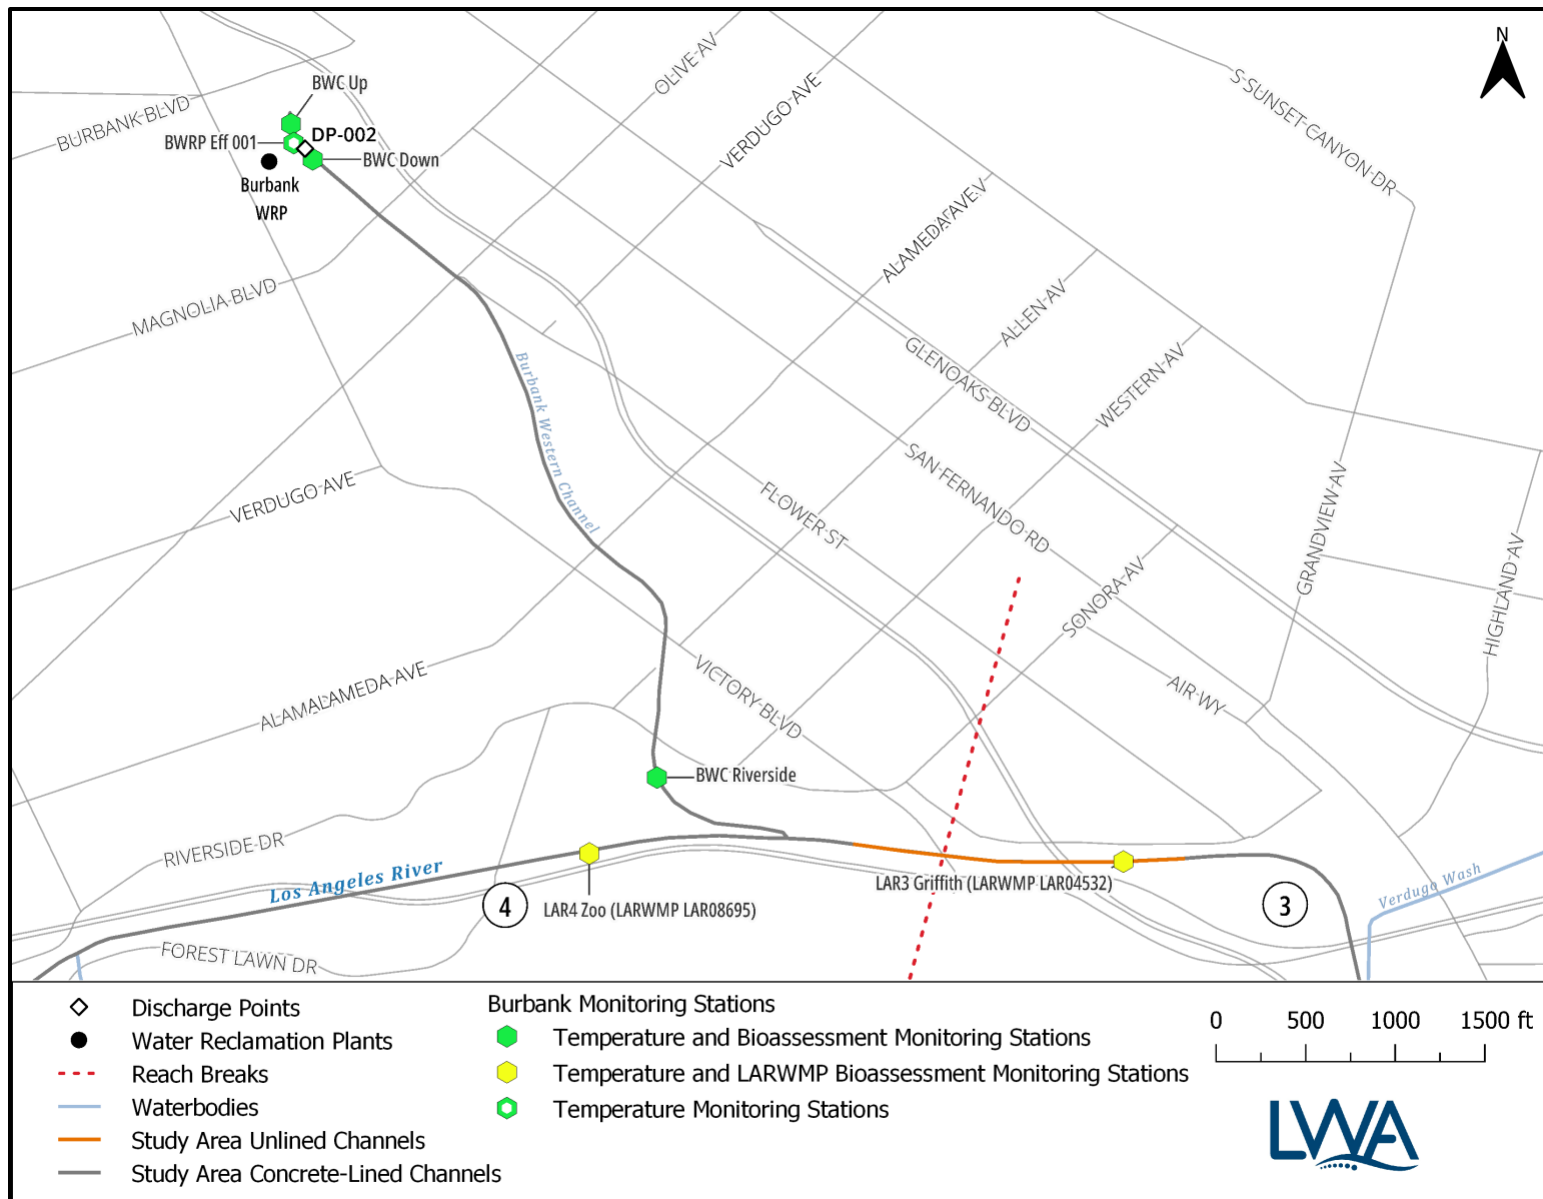 N
S SUNSET CANYON DR
OLIVE AV
VERDUGO AVE
BWC Up
BURBANK BLVD
DP-002
BWRP Eff 001
BWC Down
Burbank
WRP
ALAMEDA AVE V
MAGNOLIA BLVD
ALLEN AV
GLENOAKS BLVD
WESTERN AV
Burbank Western Channel
SAN FERNANDO RD
VERDUGO AVE
FLOWER ST
GRANDVIEW AV
HIGHLAND AV
SONORA AV
VICTORY BLVD
ALAMALAMEDA AVE
AIR WY
BWC Riverside
RIVERSIDE DR
Los Angeles River
LAR3 Griffith (LARWMP LAR04532)
Verdugo Wash
4
LAR4 Zoo (LARWMP LAR08695)
3
FOREST LAWN DR
Discharge Points
Water Reclamation Plants
Reach Breaks
Waterbodies
Study Area Unlined Channels
Study Area Concrete-Lined Channels
Burbank Monitoring Stations
Temperature and Bioassessment Monitoring Stations
Temperature and LARWMP Bioassessment Monitoring Stations
Temperature Monitoring Stations
0 500 1000 1500 ft
LWA